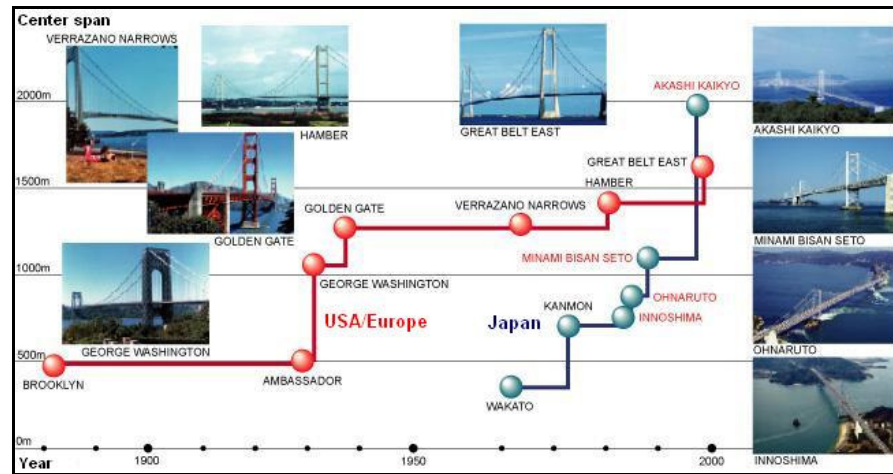 Center span
VERRAZANO NARROWS
HAMBER
GREAT BELT EAST
AKASHI KAIKYO
AKASHI KAIKYO
2000m
GREAT BELT EAST
HAMBER
1500m
GOLDEN GATE
VERRAZANO NARROWS
GOLDEN GATE
MINAMI BISAN SETO
MINAMI BISAN SETO
1000m
GEORGE WASHINGTON
KANMON
OHNARUTO
USA/Europe
Japan
INNOSHIMA
GEORGE WASHINGTON
OHNARUTO
500m
BROOKLYN
AMBASSADOR
WAKATO
0m
Year
1900
1950
2000
INNOSHIMA